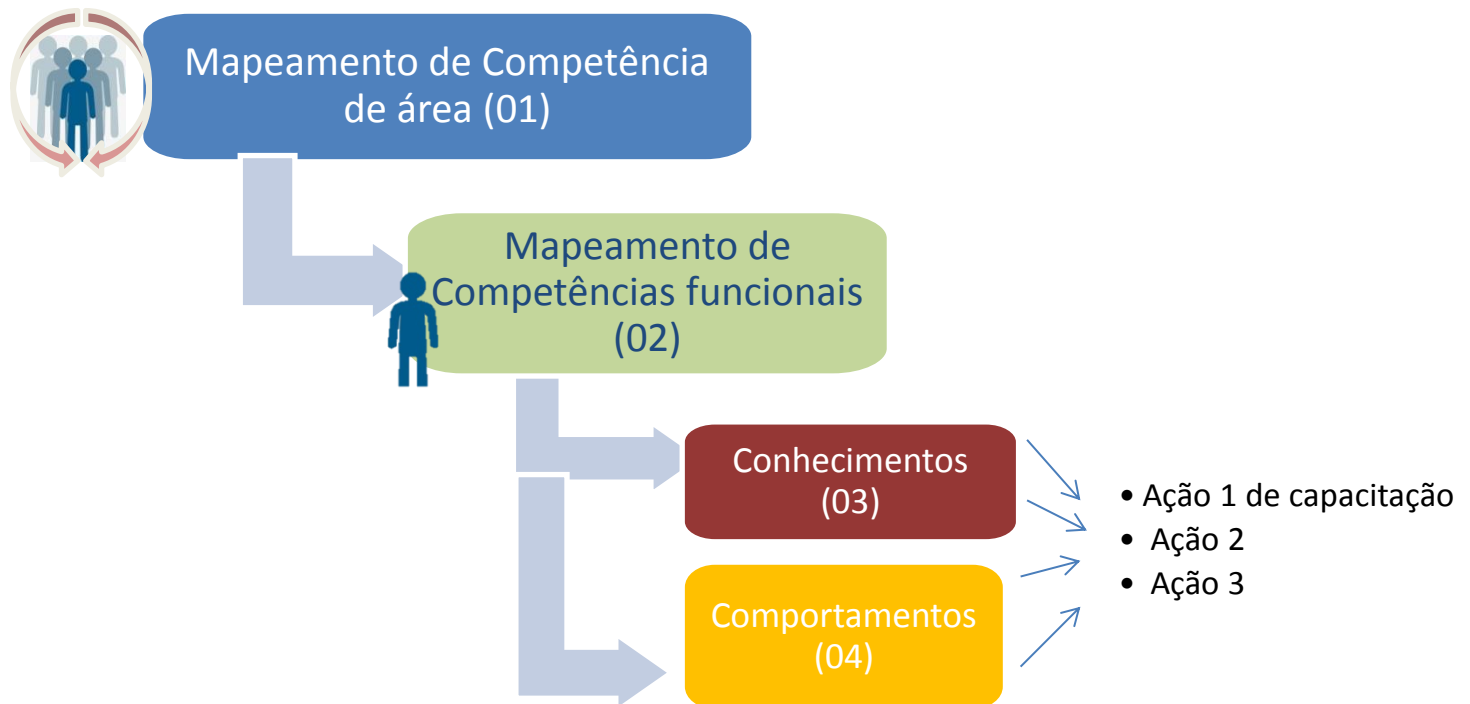 Mapeamento de Competência
de área (01)
Mapeamento de
Competências funcionais
(02)
Conhecimentos
(03)
Comportamentos
(04)
• Ação 1 de capacitação
• Ação 2
• Ação 3